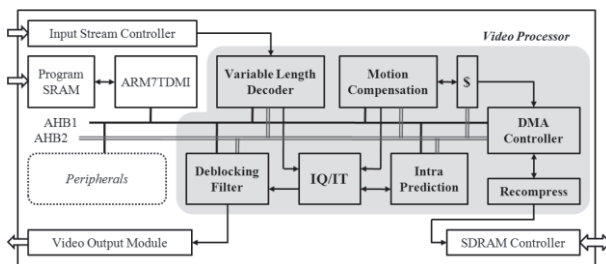 Input Stream Controller
Video Processor
Program
SRAM
ARM7TDMI
Variable Length
Decoder
Motion
Compensation
$
AHB1
AHB2
DMA
Controller
Peripherals
Deblocking
Filter
IQ/IT
Intra
Prediction
Recompress
Video Output Module
SDRAM Controller